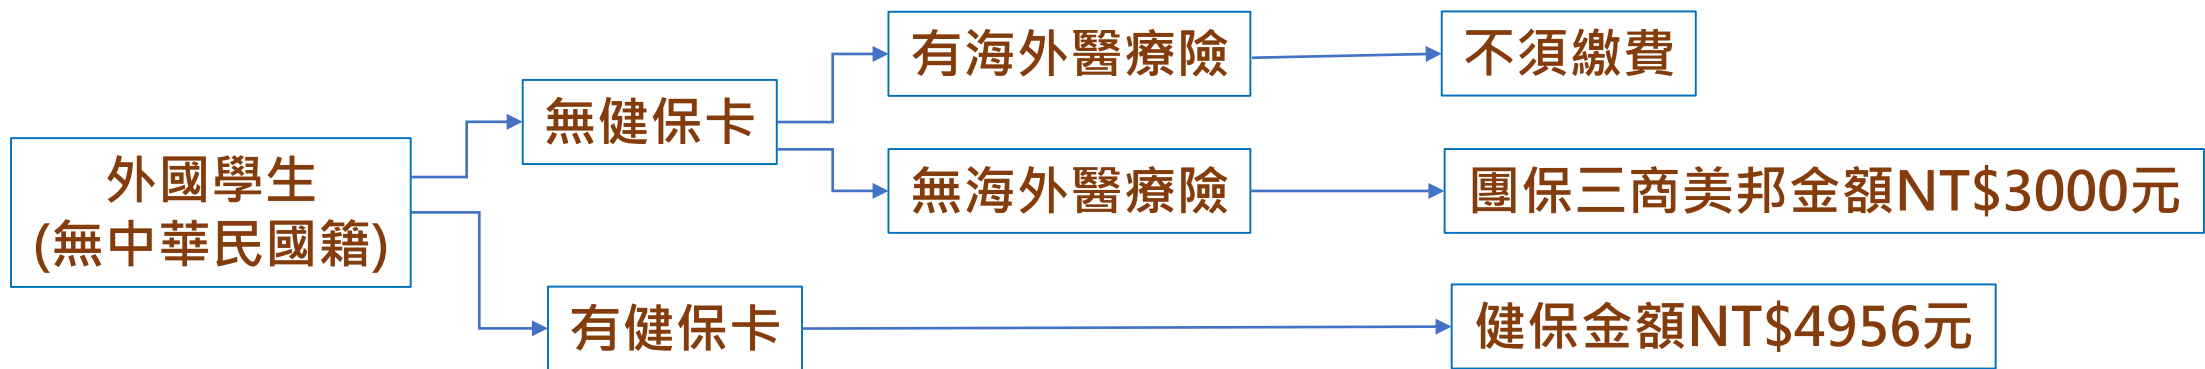 外國學生
(無中華民國籍)
無健保卡
有海外醫療險
不須繳費
無海外醫療險
團保三商美邦金額NT$3000元
有健保卡
健保金額NT$4956元